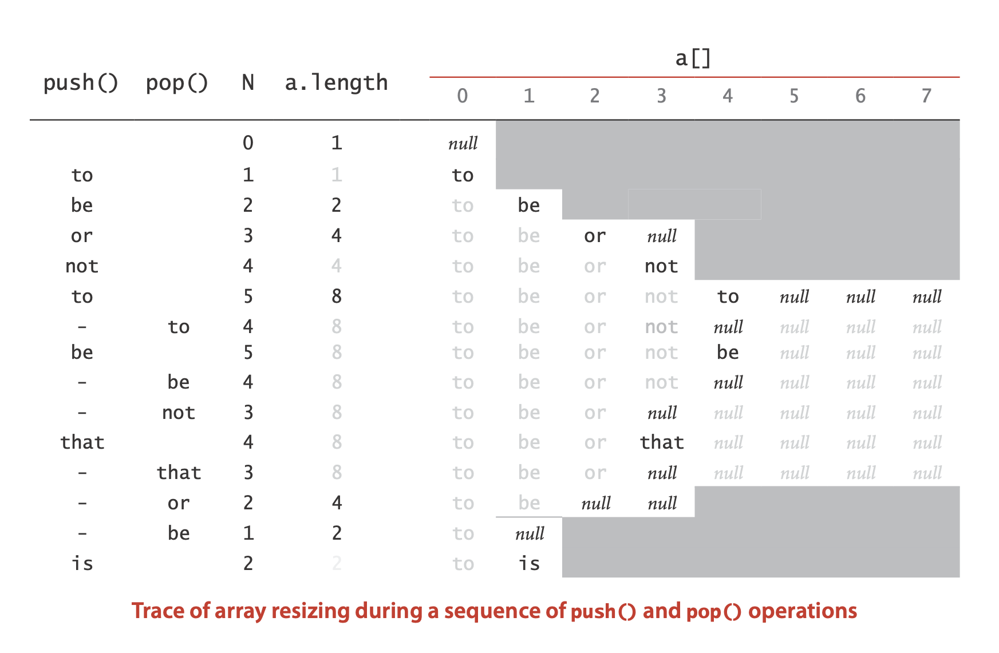 a[]
push() pop() N a.length
0 1 2 3 4 5 6 7
0 1 null
to 1 1 to
be 2 2 to be
or 3 4 to be or null
not 4 4 to be or not
to 5 8 to be or not to null null null
- to 4 8 to be or not null null null null
be 5 8 to be or not be null null null
- be 4 8 to be or not null null null null
- not 3 8 to be or null null null null null
that 4 8 to be or that null null null null
- that 3 8 to be or null null null null null
- or 2 4 to be null null
- be 1 2 to null
is 2 2 to is
Trace of array resizing during a sequence of push() and pop() operations